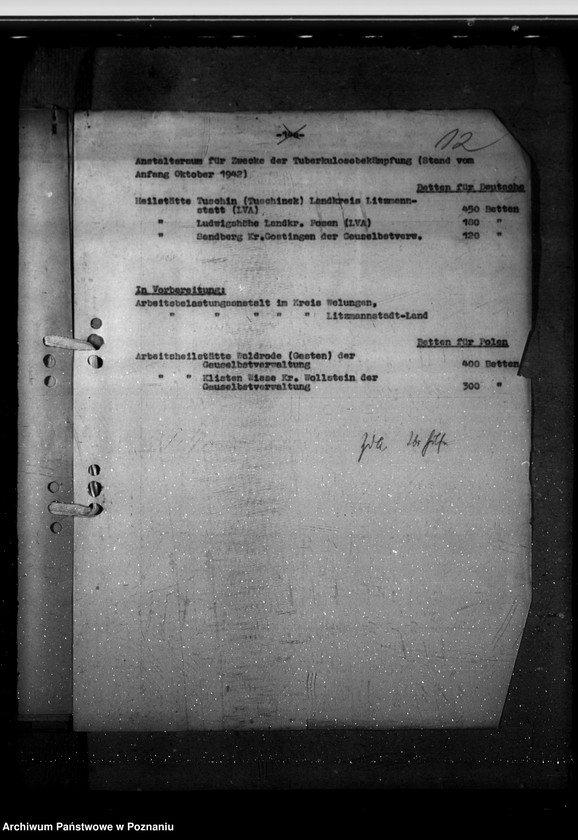 12
Anstaltsraum für Zwecke der Tuberkulosebekämpfung (Stand vom
Anfang Oktober 1942)
Betten für Deutsche
Heilstätte Tuschin (Tuschinek) Landkreis Litzmann-
stadt (LVA) 450 Betten
" Ludwigshöhe Landkr. Posen (LVA) 180 "
" Sandberg Kr.Gostingen der Gauselbstverw. 120 "
In Vorbereitung:
Arbeitsbelastungsanstalt im Kreis Welungen,
" " " " " Litzmannstadt-Land
Betten für Polen
Arbeitsheilstätte Waldrode (Gosten) der
Gauselbstverwaltung 400 Betten
" " Klisten Wiese Kr. Wollstein der
Gauselbstverwaltung 300 "
ZdA
Archiwum Państwowe w Poznaniu